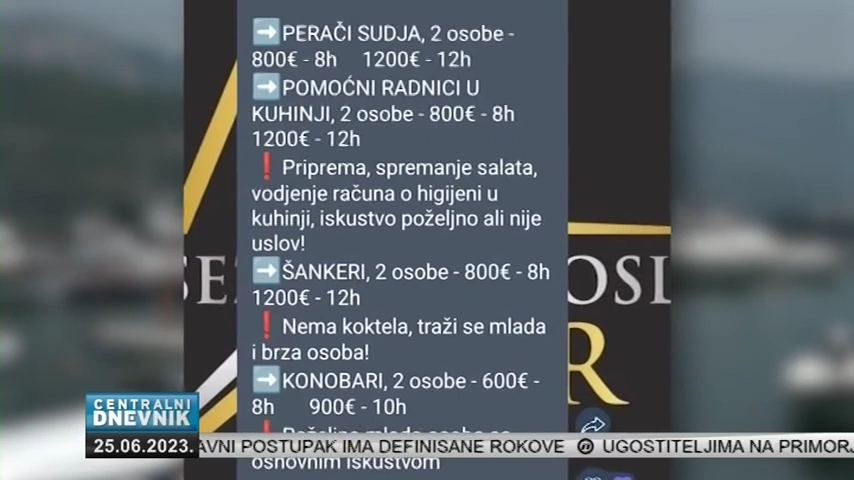 ➡PERAČI SUDJA, 2 osobe -
800€ - 8h 1200€ - 12h
➡POMOĆNI RADNICI U
KUHINJI, 2 osobe - 800€ - 8h
1200€ - 12h
❗ Priprema, spremanje salata,
vodjenje računa o higijeni u
kuhinji, iskustvo poželjno ali nije
uslov!
➡ŠANKERI, 2 osobe - 800€ - 8h
1200€ - 12h
❗ Nema koktela, traži se mlada
i brza osoba!
➡KONOBARI, 2 osobe - 600€ -
8h 900€ - 10h
osnovnim iskustvom
SE
OSL
R
CENTRALNI
DNEVNIK
25.06.2023.
AVNI POSTUPAK IMA DEFINISANE ROKOVE UGOSTITELJIMA NA PRIMORJ